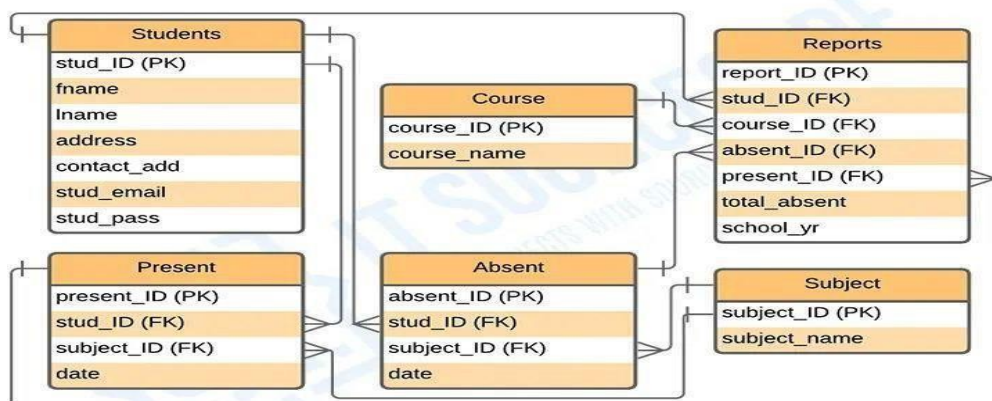 Students
stud_ID (PK)
fname
lname
address
contact_add
stud_email
stud_pass
Course
course_ID (PK)
course_name
Reports
report_ID (PK)
stud_ID (FK)
course_ID (FK)
absent_ID (FK)
present_ID (FK)
total_absent
school_yr
Present
present_ID (PK)
stud_ID (FK)
subject_ID (FK)
date
Absent
absent_ID (PK)
stud_ID (FK)
subject_ID (FK)
date
Subject
subject_ID (PK)
subject_name